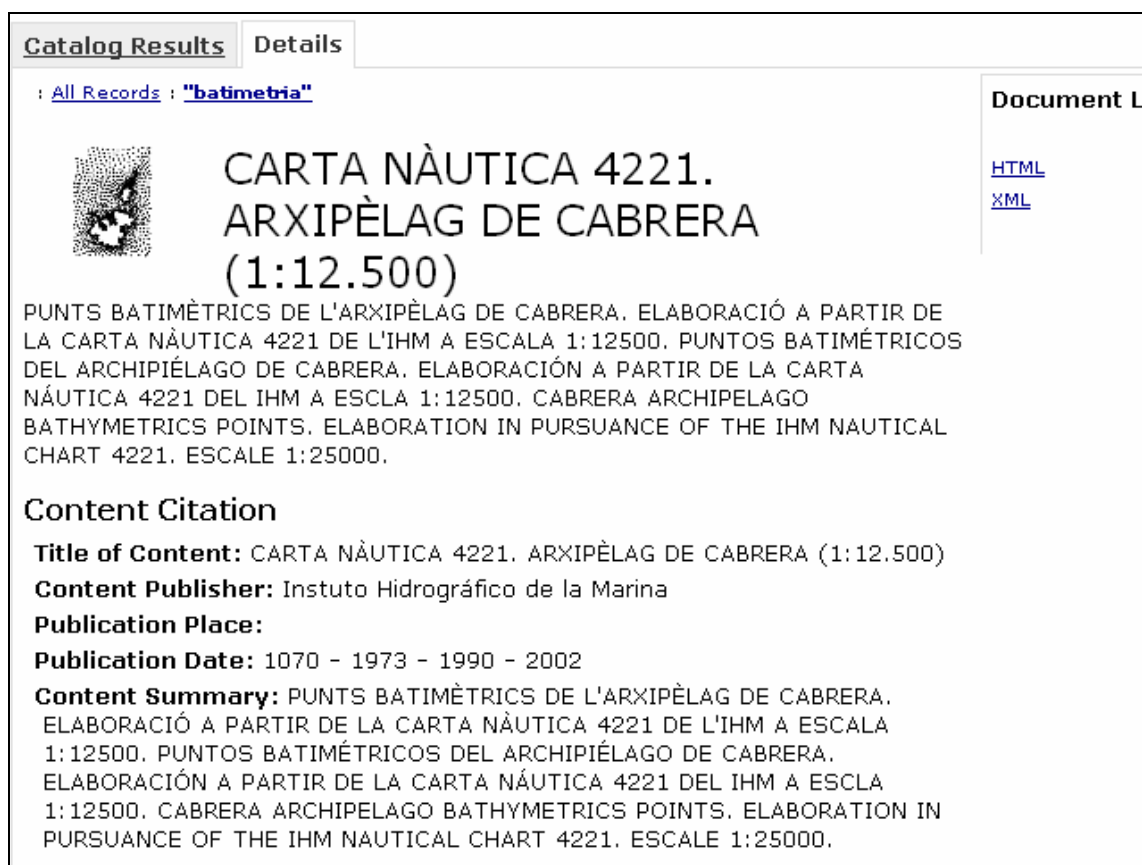 Catalog Results Details
: All Records : "batimetria"
Document L
HTML
XML
CARTA NÀUTICA 4221.
ARXIPÈLAG DE CABRERA
(1:12.500)
PUNTS BATIMÈTRICS DE L'ARXIPÈLAG DE CABRERA. ELABORACIÓ A PARTIR DE
LA CARTA NÀUTICA 4221 DE L'IHM A ESCALA 1:12500. PUNTOS BATIMÉTRICOS
DEL ARCHIPIÉLAGO DE CABRERA. ELABORACIÓN A PARTIR DE LA CARTA
NÁUTICA 4221 DEL IHM A ESCLA 1:12500. CABRERA ARCHIPELAGO
BATHYMETRICS POINTS. ELABORATION IN PURSUANCE OF THE IHM NAUTICAL
CHART 4221. ESCALE 1:25000.
Content Citation
Title of Content: CARTA NÀUTICA 4221. ARXIPÈLAG DE CABRERA (1:12.500)
Content Publisher: Instuto Hidrográfico de la Marina
Publication Place:
Publication Date: 1070 - 1973 - 1990 - 2002
Content Summary: PUNTS BATIMÈTRICS DE L'ARXIPÈLAG DE CABRERA.
ELABORACIÓ A PARTIR DE LA CARTA NÀUTICA 4221 DE L'IHM A ESCALA
1:12500. PUNTOS BATIMÉTRICOS DEL ARCHIPIÉLAGO DE CABRERA.
ELABORACIÓN A PARTIR DE LA CARTA NÁUTICA 4221 DEL IHM A ESCLA
1:12500. CABRERA ARCHIPELAGO BATHYMETRICS POINTS. ELABORATION IN
PURSUANCE OF THE IHM NAUTICAL CHART 4221. ESCALE 1:25000.